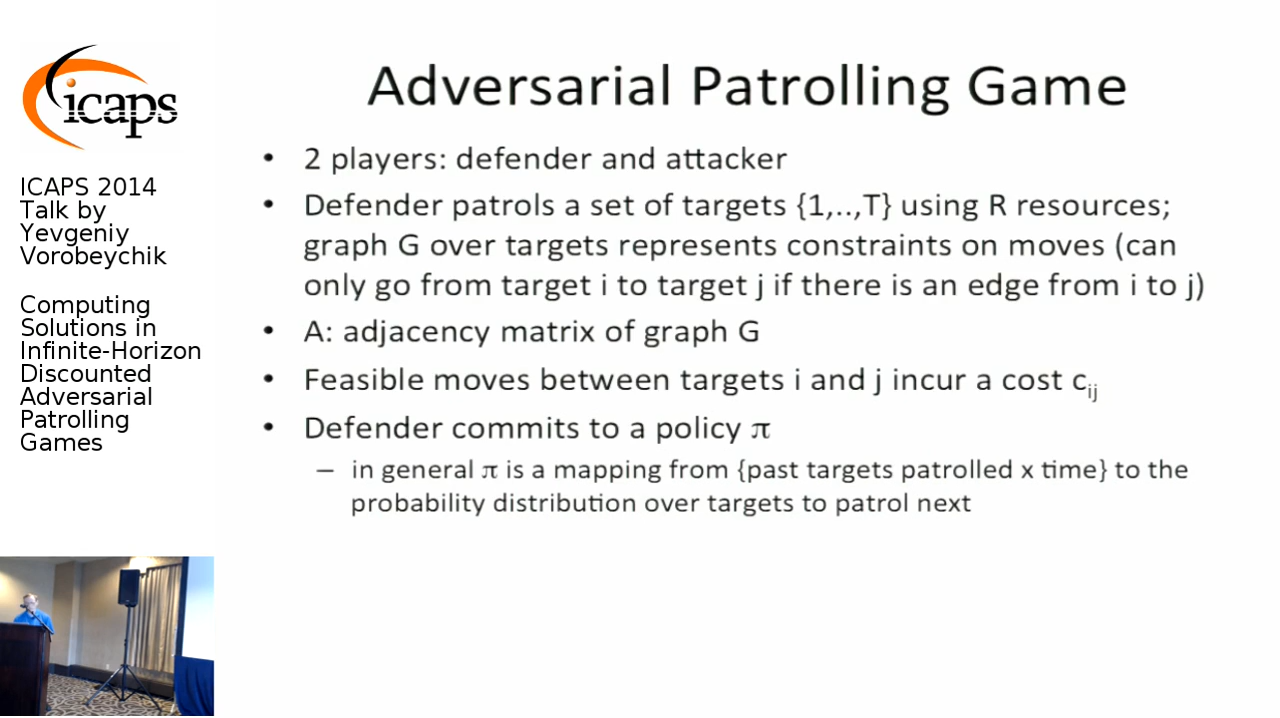 icaps
ICAPS 2014
Talk by
Yevgeniy
Vorobeychik
Computing
Solutions in
Infinite-Horizon
Discounted
Adversarial
Patrolling
Games
Adversarial Patrolling Game
• 2 players: defender and attacker
• Defender patrols a set of targets {1,..,T} using R resources;
graph G over targets represents constraints on moves (can
only go from target i to target j if there is an edge from i to j)
• A: adjacency matrix of graph G
• Feasible moves between targets i and j incur a cost cij
• Defender commits to a policy π
– in general π is a mapping from {past targets patrolled x time} to the
probability distribution over targets to patrol next